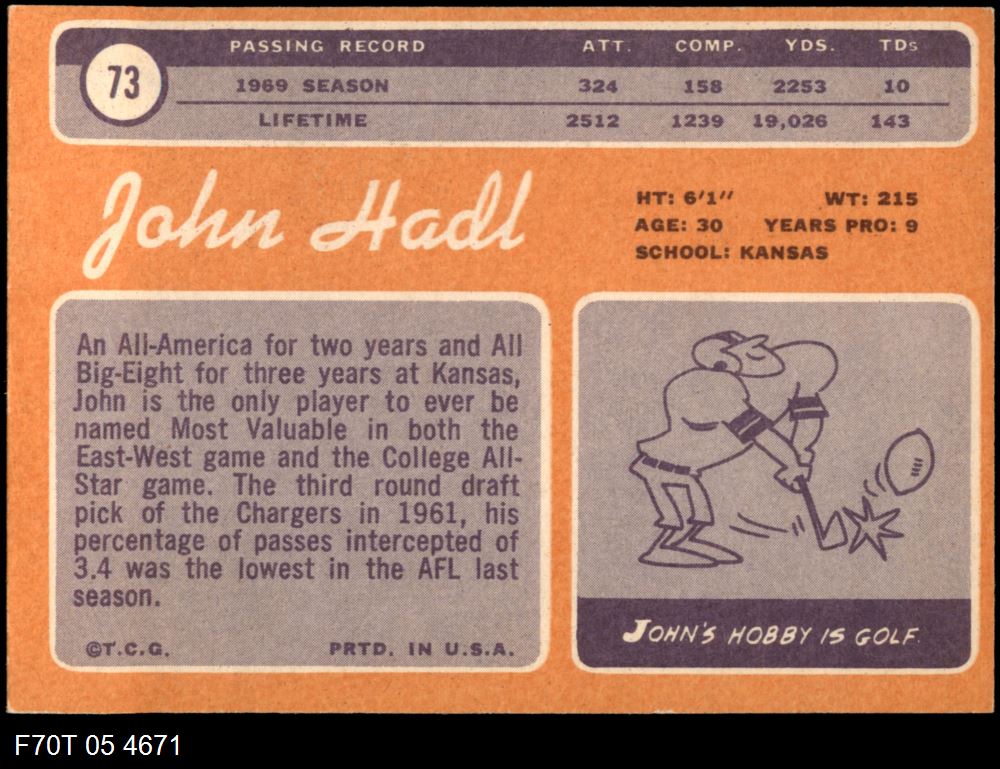 73
PASSING RECORD ATT. COMP. YDS. TDs
1969 SEASON 324 158 2253 10
LIFETIME 2512 1239 19,026 143
John Hadl
HT: 6'1" WT: 215
AGE: 30 YEARS PRO: 9
SCHOOL: KANSAS
An All-America for two years and All
Big-Eight for three years at Kansas,
John is the only player to ever be
named Most Valuable in both the
East-West game and the College All-
Star game. The third round draft
pick of the Chargers in 1961, his
percentage of passes intercepted of
3.4 was the lowest in the AFL last
season.
©T.C.G. PRTD. IN U.S.A.
JOHN'S HOBBY IS GOLF.
F70T 05 4671